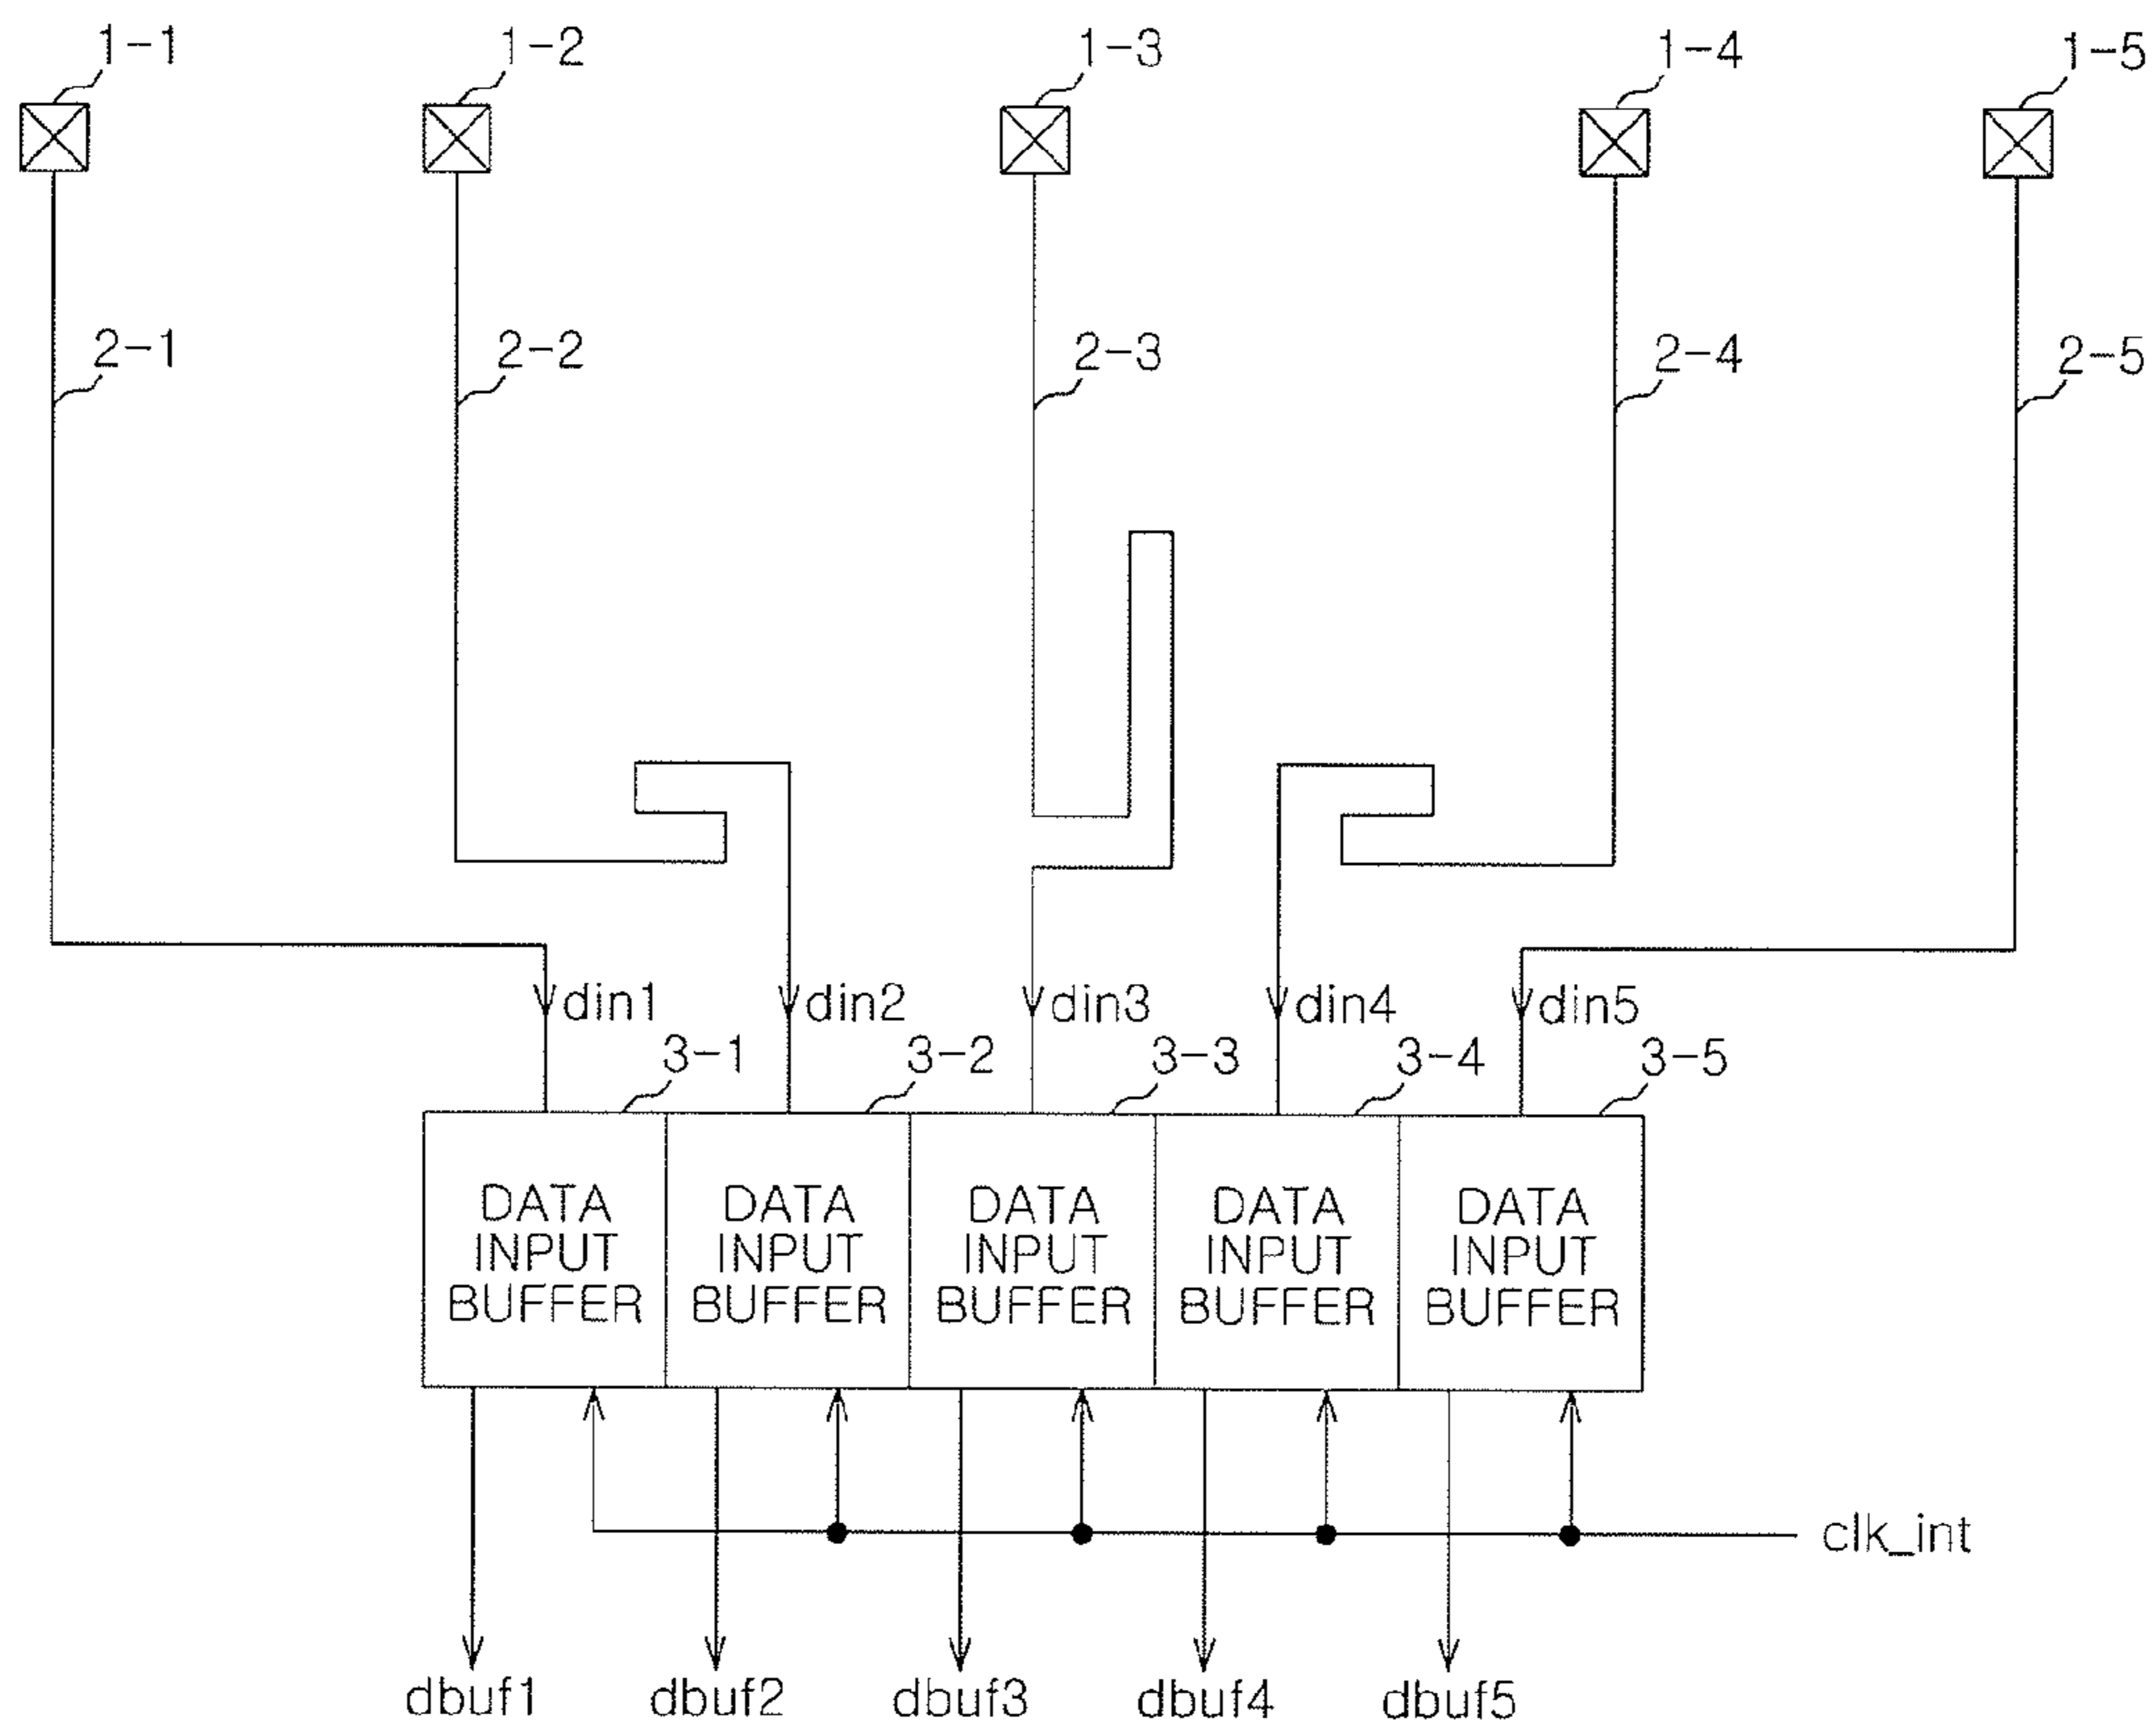 1-1
1-2
1-3
1-4
1-5
2-1
2-2
2-3
2-4
2-5
din1
din2
din3
din4
din5
3-1
3-2
3-3
3-4
3-5
DATA
INPUT
BUFFER
DATA
INPUT
BUFFER
DATA
INPUT
BUFFER
DATA
INPUT
BUFFER
DATA
INPUT
BUFFER
clk_int
dbuf1
dbuf2
dbuf3
dbuf4
dbuf5